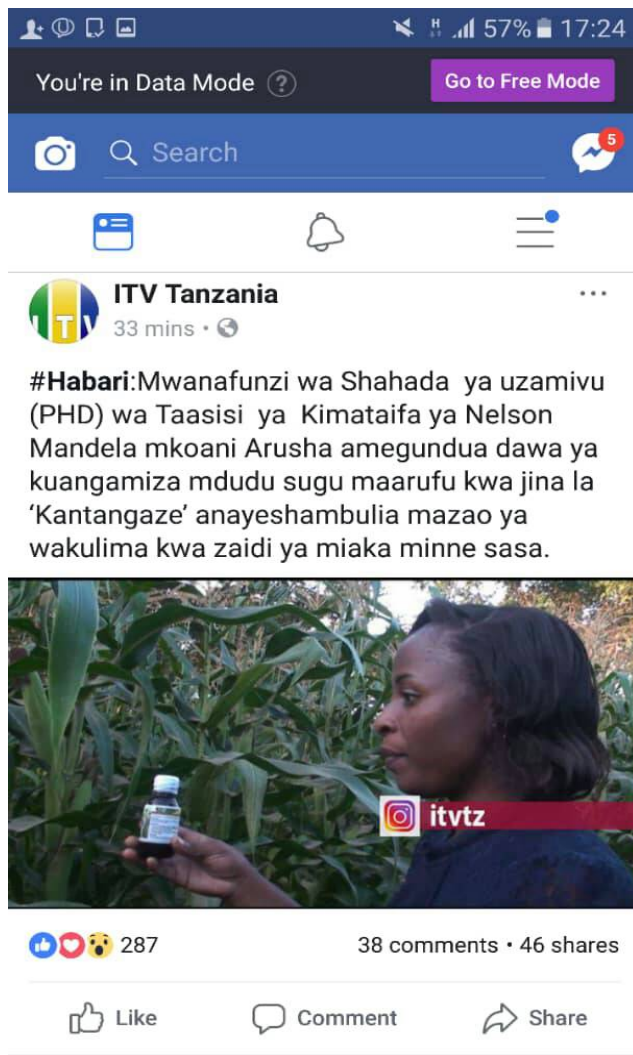 57% 17:24
You're in Data Mode ?
Go to Free Mode
Search
5
ITV Tanzania
ITV
33 mins •
#Habari:Mwanafunzi wa Shahada ya uzamivu
(PHD) wa Taasisi ya Kimataifa ya Nelson
Mandela mkoani Arusha amegundua dawa ya
kuangamiza mdudu sugu maarufu kwa jina la
‘Kantangaze’ anayeshambulia mazao ya
wakulima kwa zaidi ya miaka minne sasa.
itvtz
287
38 comments • 46 shares
Like
Comment
Share